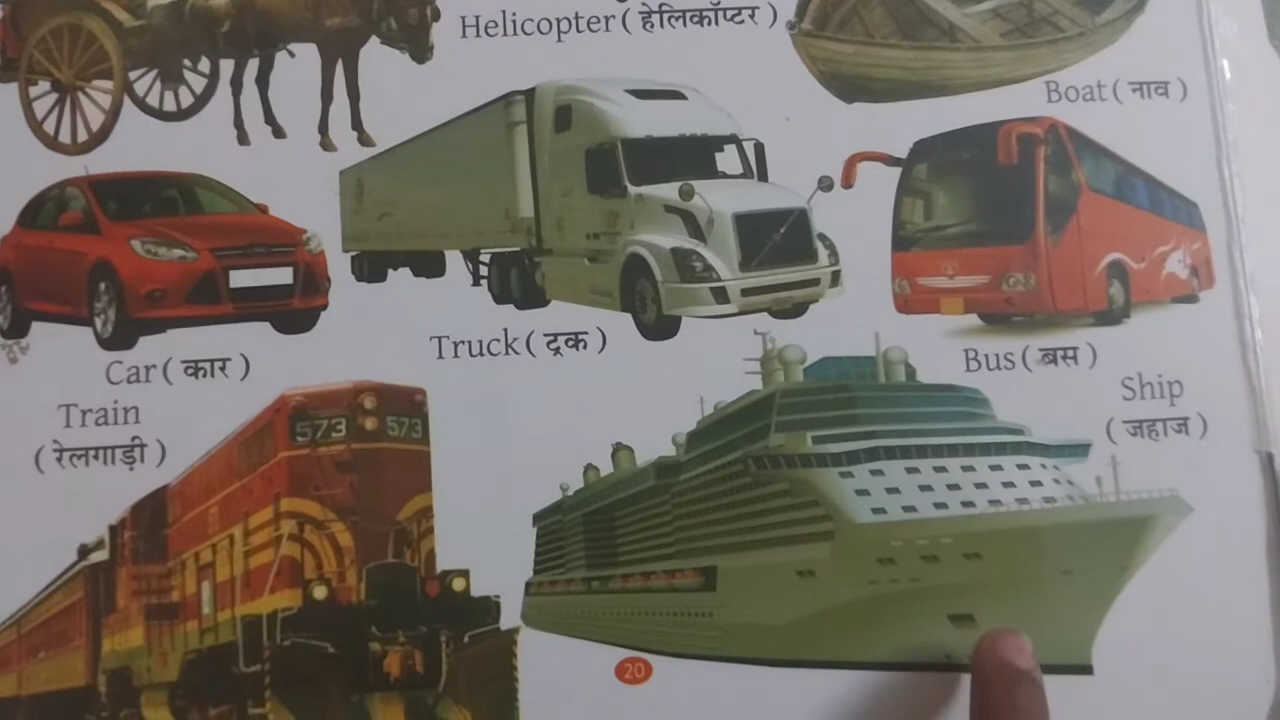 Helicopter ( हेलिकॉप्टर )
Boat ( नाव )
Car ( कार )
Truck ( ट्रक )
Bus ( बस )
Train
( रेलगाड़ी )
Ship
( जहाज )
573
573
20